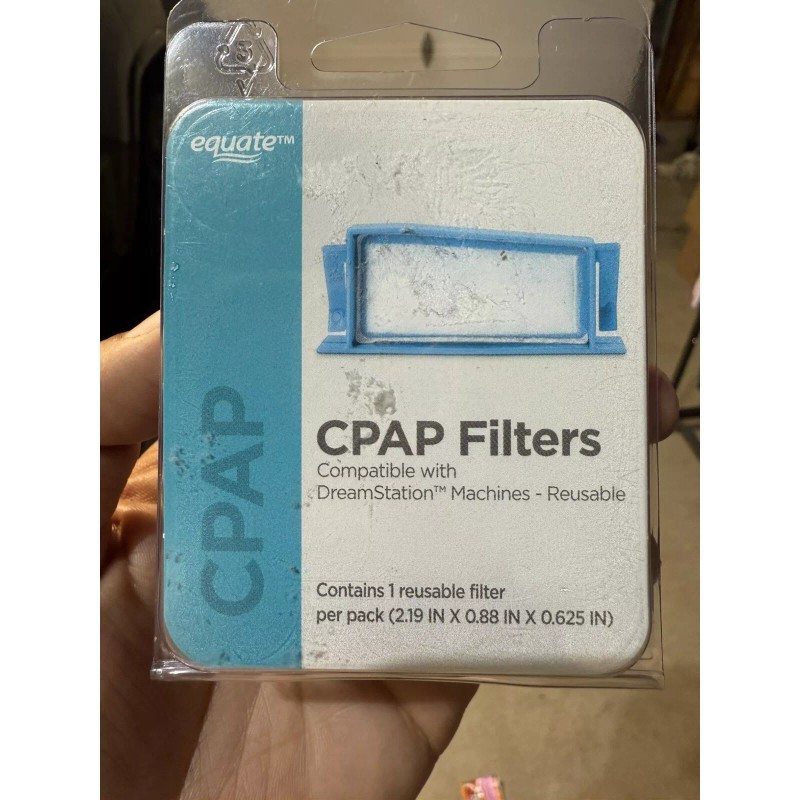 3
equate™
CPAP
CPAP Filters
Compatible with
DreamStation™ Machines - Reusable
Contains 1 reusable filter
per pack (2.19 IN X 0.88 IN X 0.625 IN)